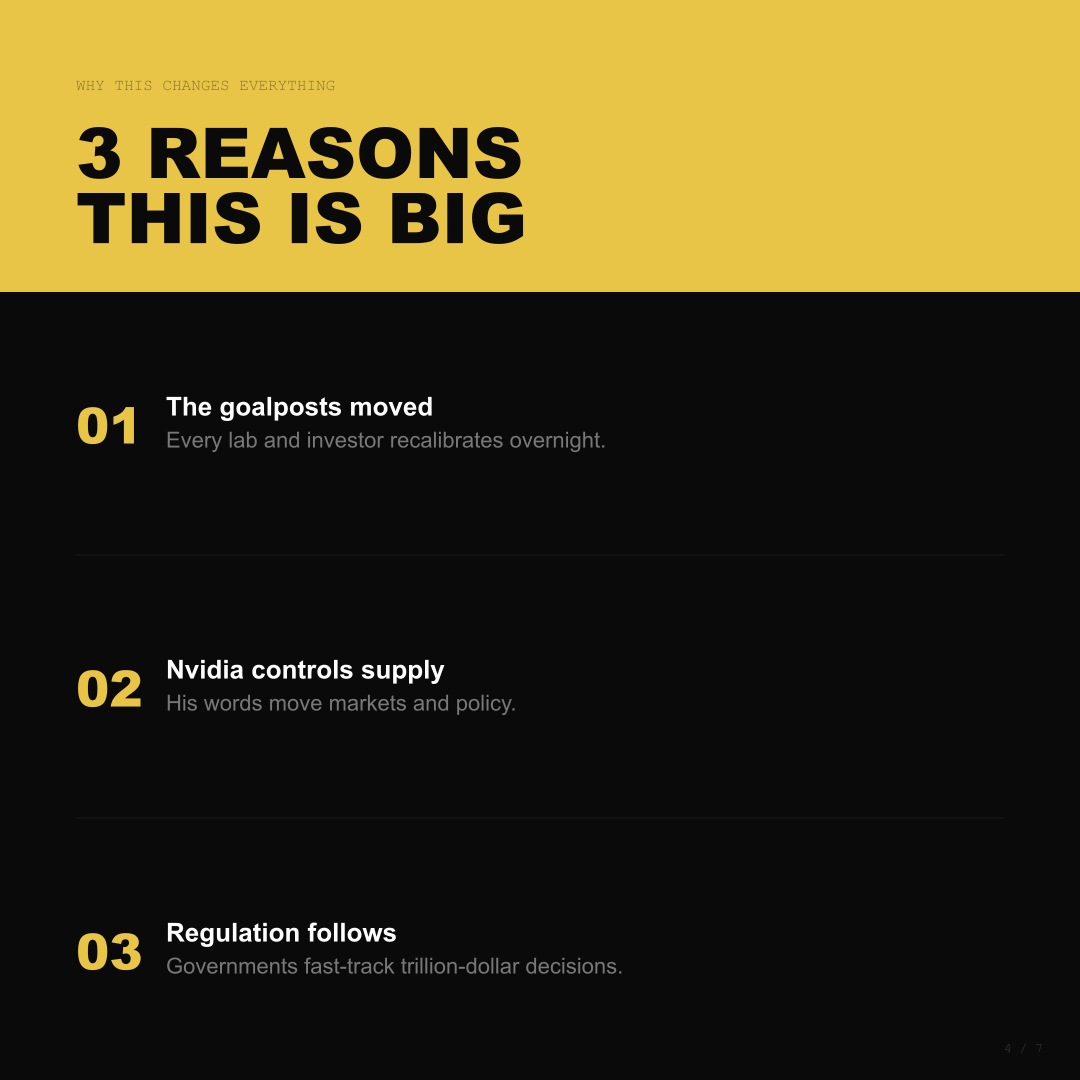 WHY THIS CHANGES EVERYTHING
3 REASONS
THIS IS BIG
01
The goalposts moved
Every lab and investor recalibrates overnight.
02
Nvidia controls supply
His words move markets and policy.
03
Regulation follows
Governments fast-track trillion-dollar decisions.
4 / 7